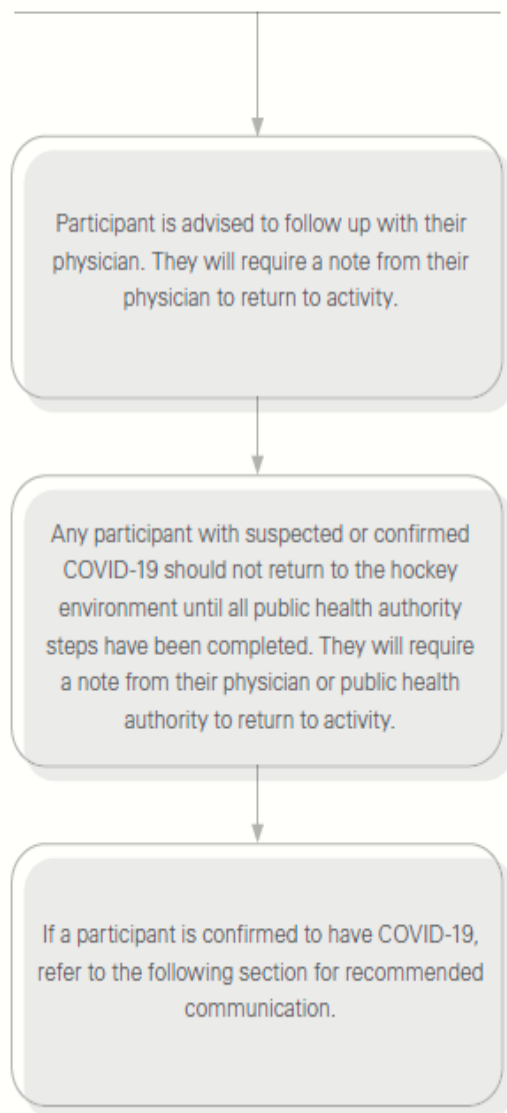 Participant is advised to follow up with their
physician. They will require a note from their
physician to return to activity.
Any participant with suspected or confirmed
COVID-19 should not return to the hockey
environment until all public health authority
steps have been completed. They will require
a note from their physician or public health
authority to return to activity.
If a participant is confirmed to have COVID-19,
refer to the following section for recommended
communication.